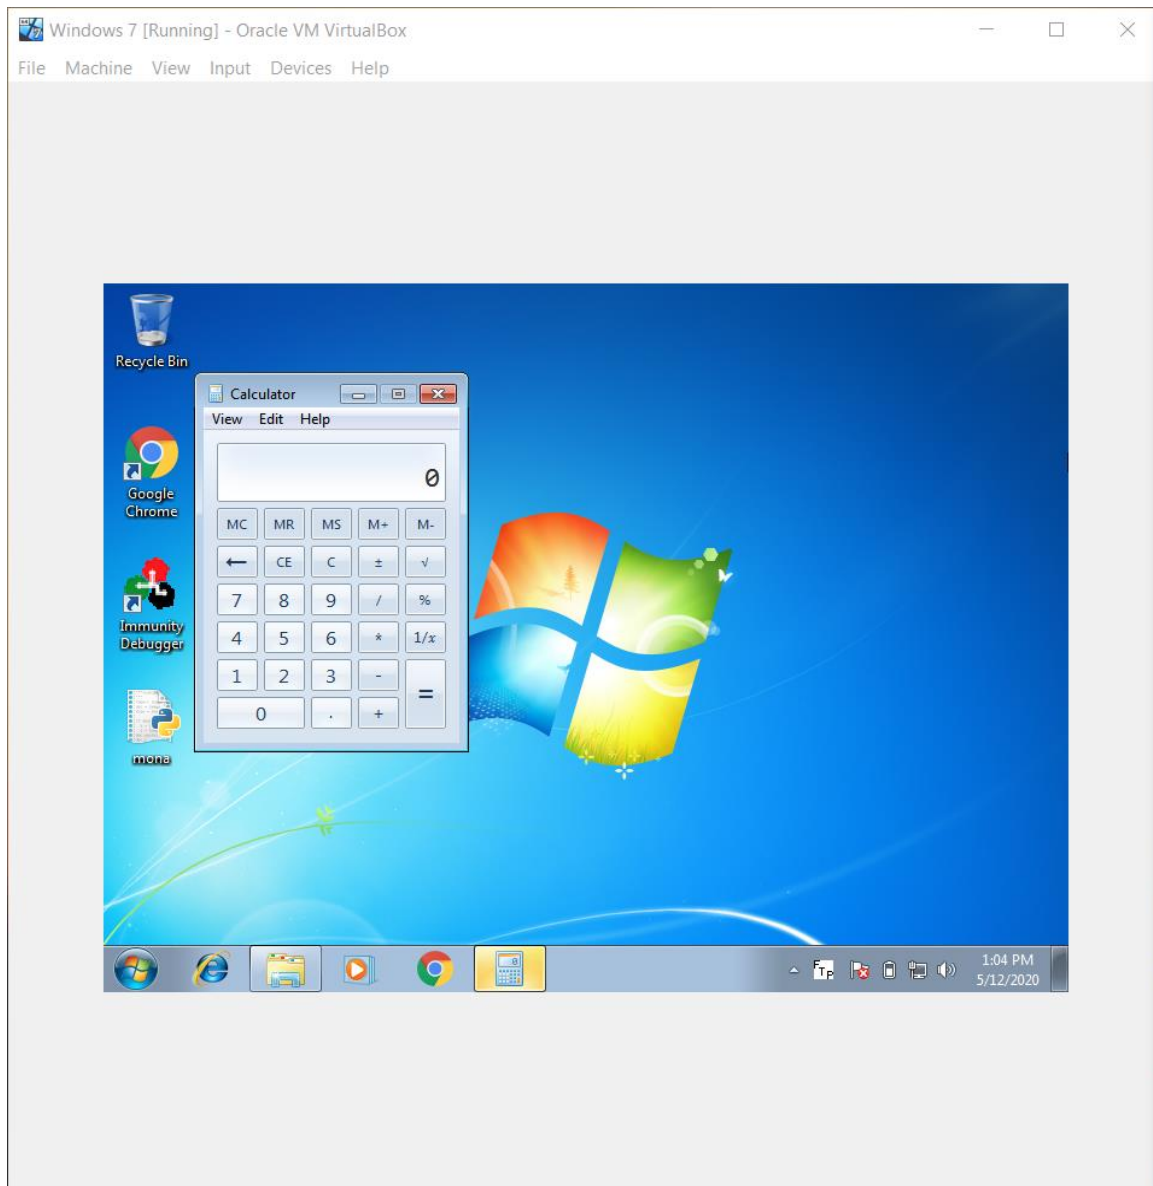 Windows 7 [Running] - Oracle VM VirtualBox
File Machine View Input Devices Help
Recycle Bin
Google
Chrome
Immunity
Debugger
mona
Calculator
View Edit Help
0
MC MR MS M+ M-
← CE C ± √
7 8 9 / %
4 5 6 * 1/x
1 2 3 - =
0 . +
FTP
1:04 PM
5/12/2020